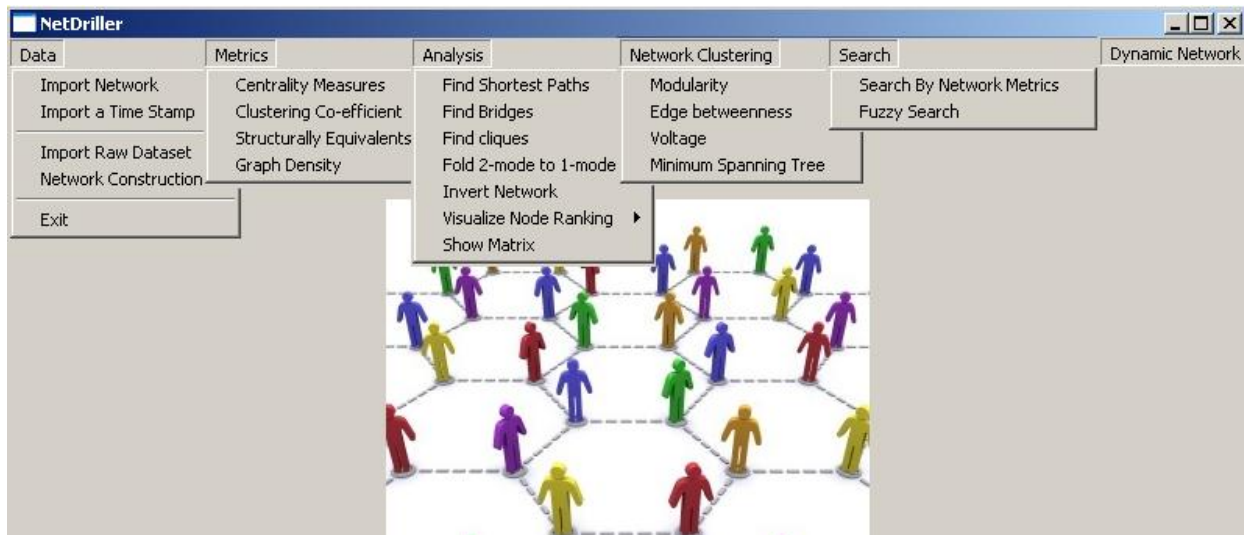 NetDriller
Data
Import Network
Import a Time Stamp
Import Raw Dataset
Network Construction
Exit
Metrics
Centrality Measures
Clustering Co-efficient
Structurally Equivalents
Graph Density
Analysis
Find Shortest Paths
Find Bridges
Find cliques
Fold 2-mode to 1-mode
Invert Network
Visualize Node Ranking
Show Matrix
Network Clustering
Modularity
Edge betweenness
Voltage
Minimum Spanning Tree
Search
Search By Network Metrics
Fuzzy Search
Dynamic Network